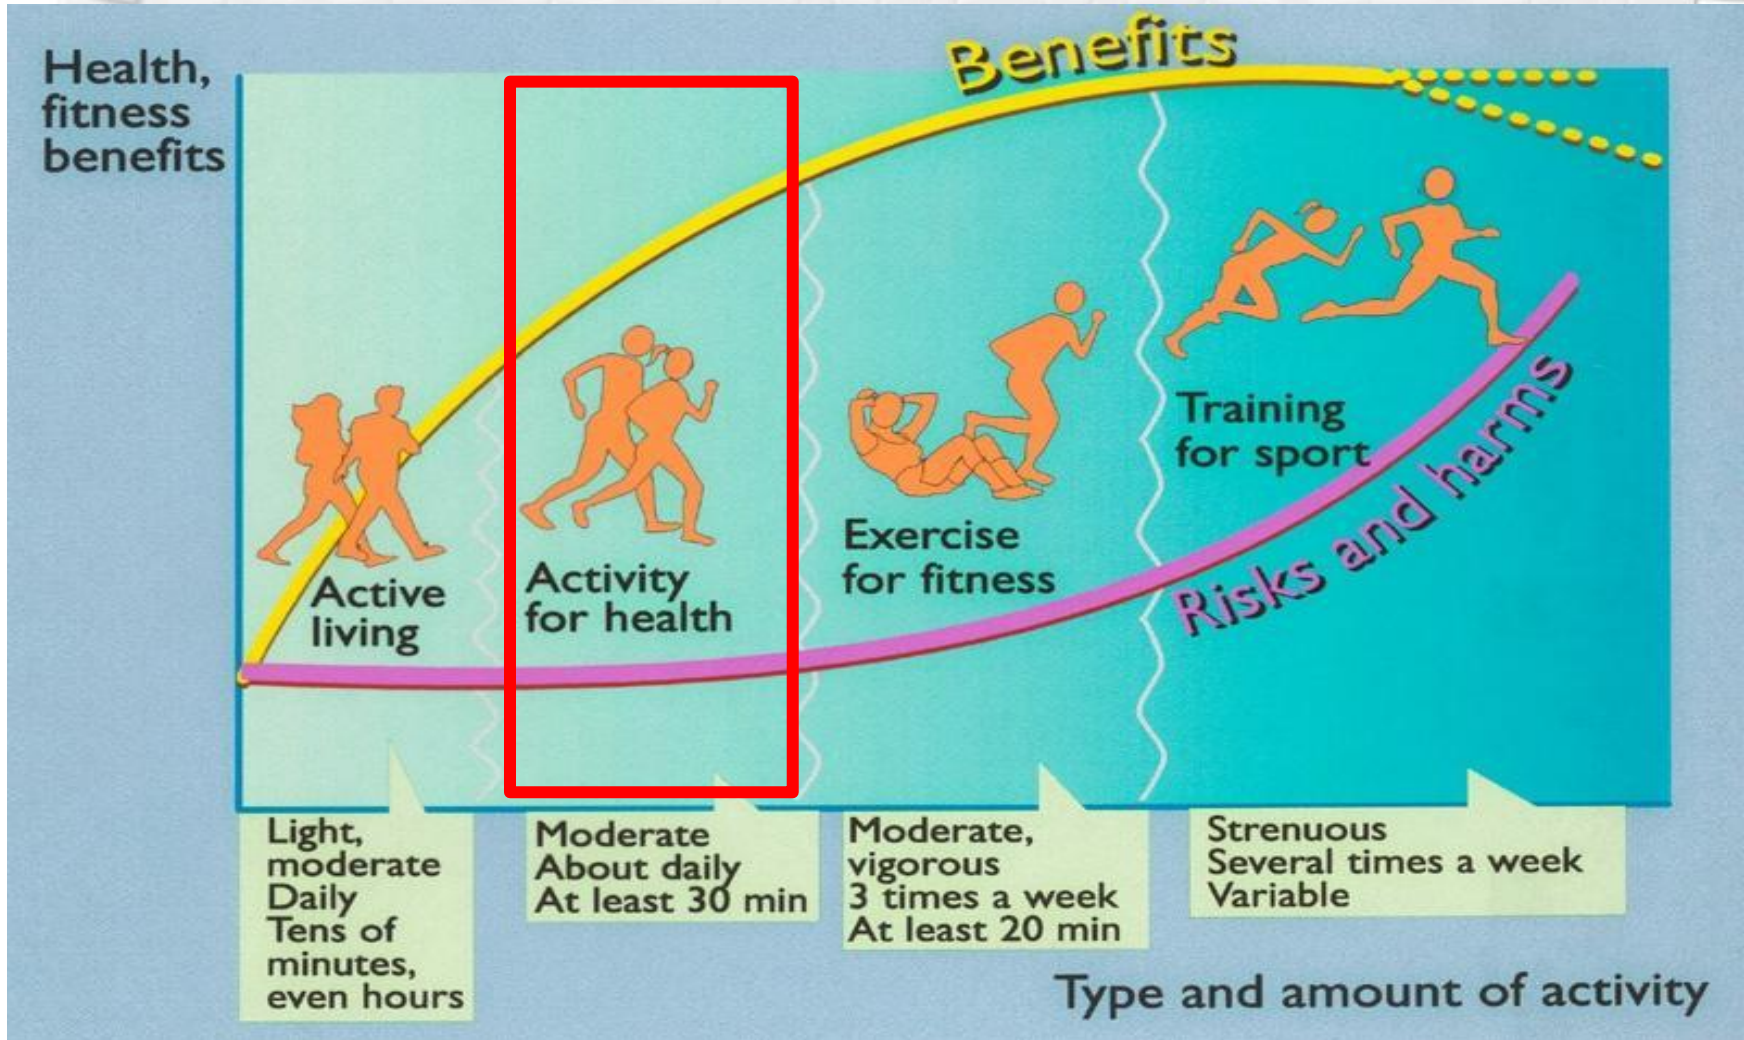 Health,
fitness
benefits
Benefits
Active
living
Activity
for health
Exercise
for fitness
Training
for sport
Risks and harms
Light,
moderate
Daily
Tens of
minutes,
even hours
Moderate
About daily
At least 30 min
Moderate,
vigorous
3 times a week
At least 20 min
Strenuous
Several times a week
Variable
Type and amount of activity